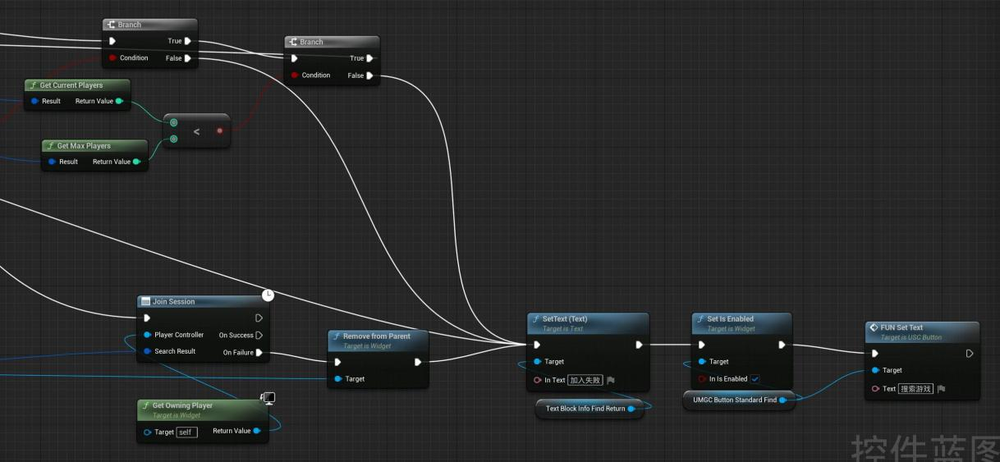 Branch
True
Condition
False
Branch
True
Condition
False
Get Current Players
Result
Return Value
<
Get Max Players
Result
Return Value
Join Session
Player Controller
On Success
Search Result
On Failure
Remove from Parent
Target is Widget
Target
Get Owning Player
Target is Widget
Target self
Return Value
SetText (Text)
Target is Text
Target
In Text 加入失败
Text Block Info Find Return
Set Is Enabled
Target is Widget
Target
In Is Enabled
UMGC Button Standard Find
FUN Set Text
Target is USC Button
Target
Text 搜索游戏
控件蓝图